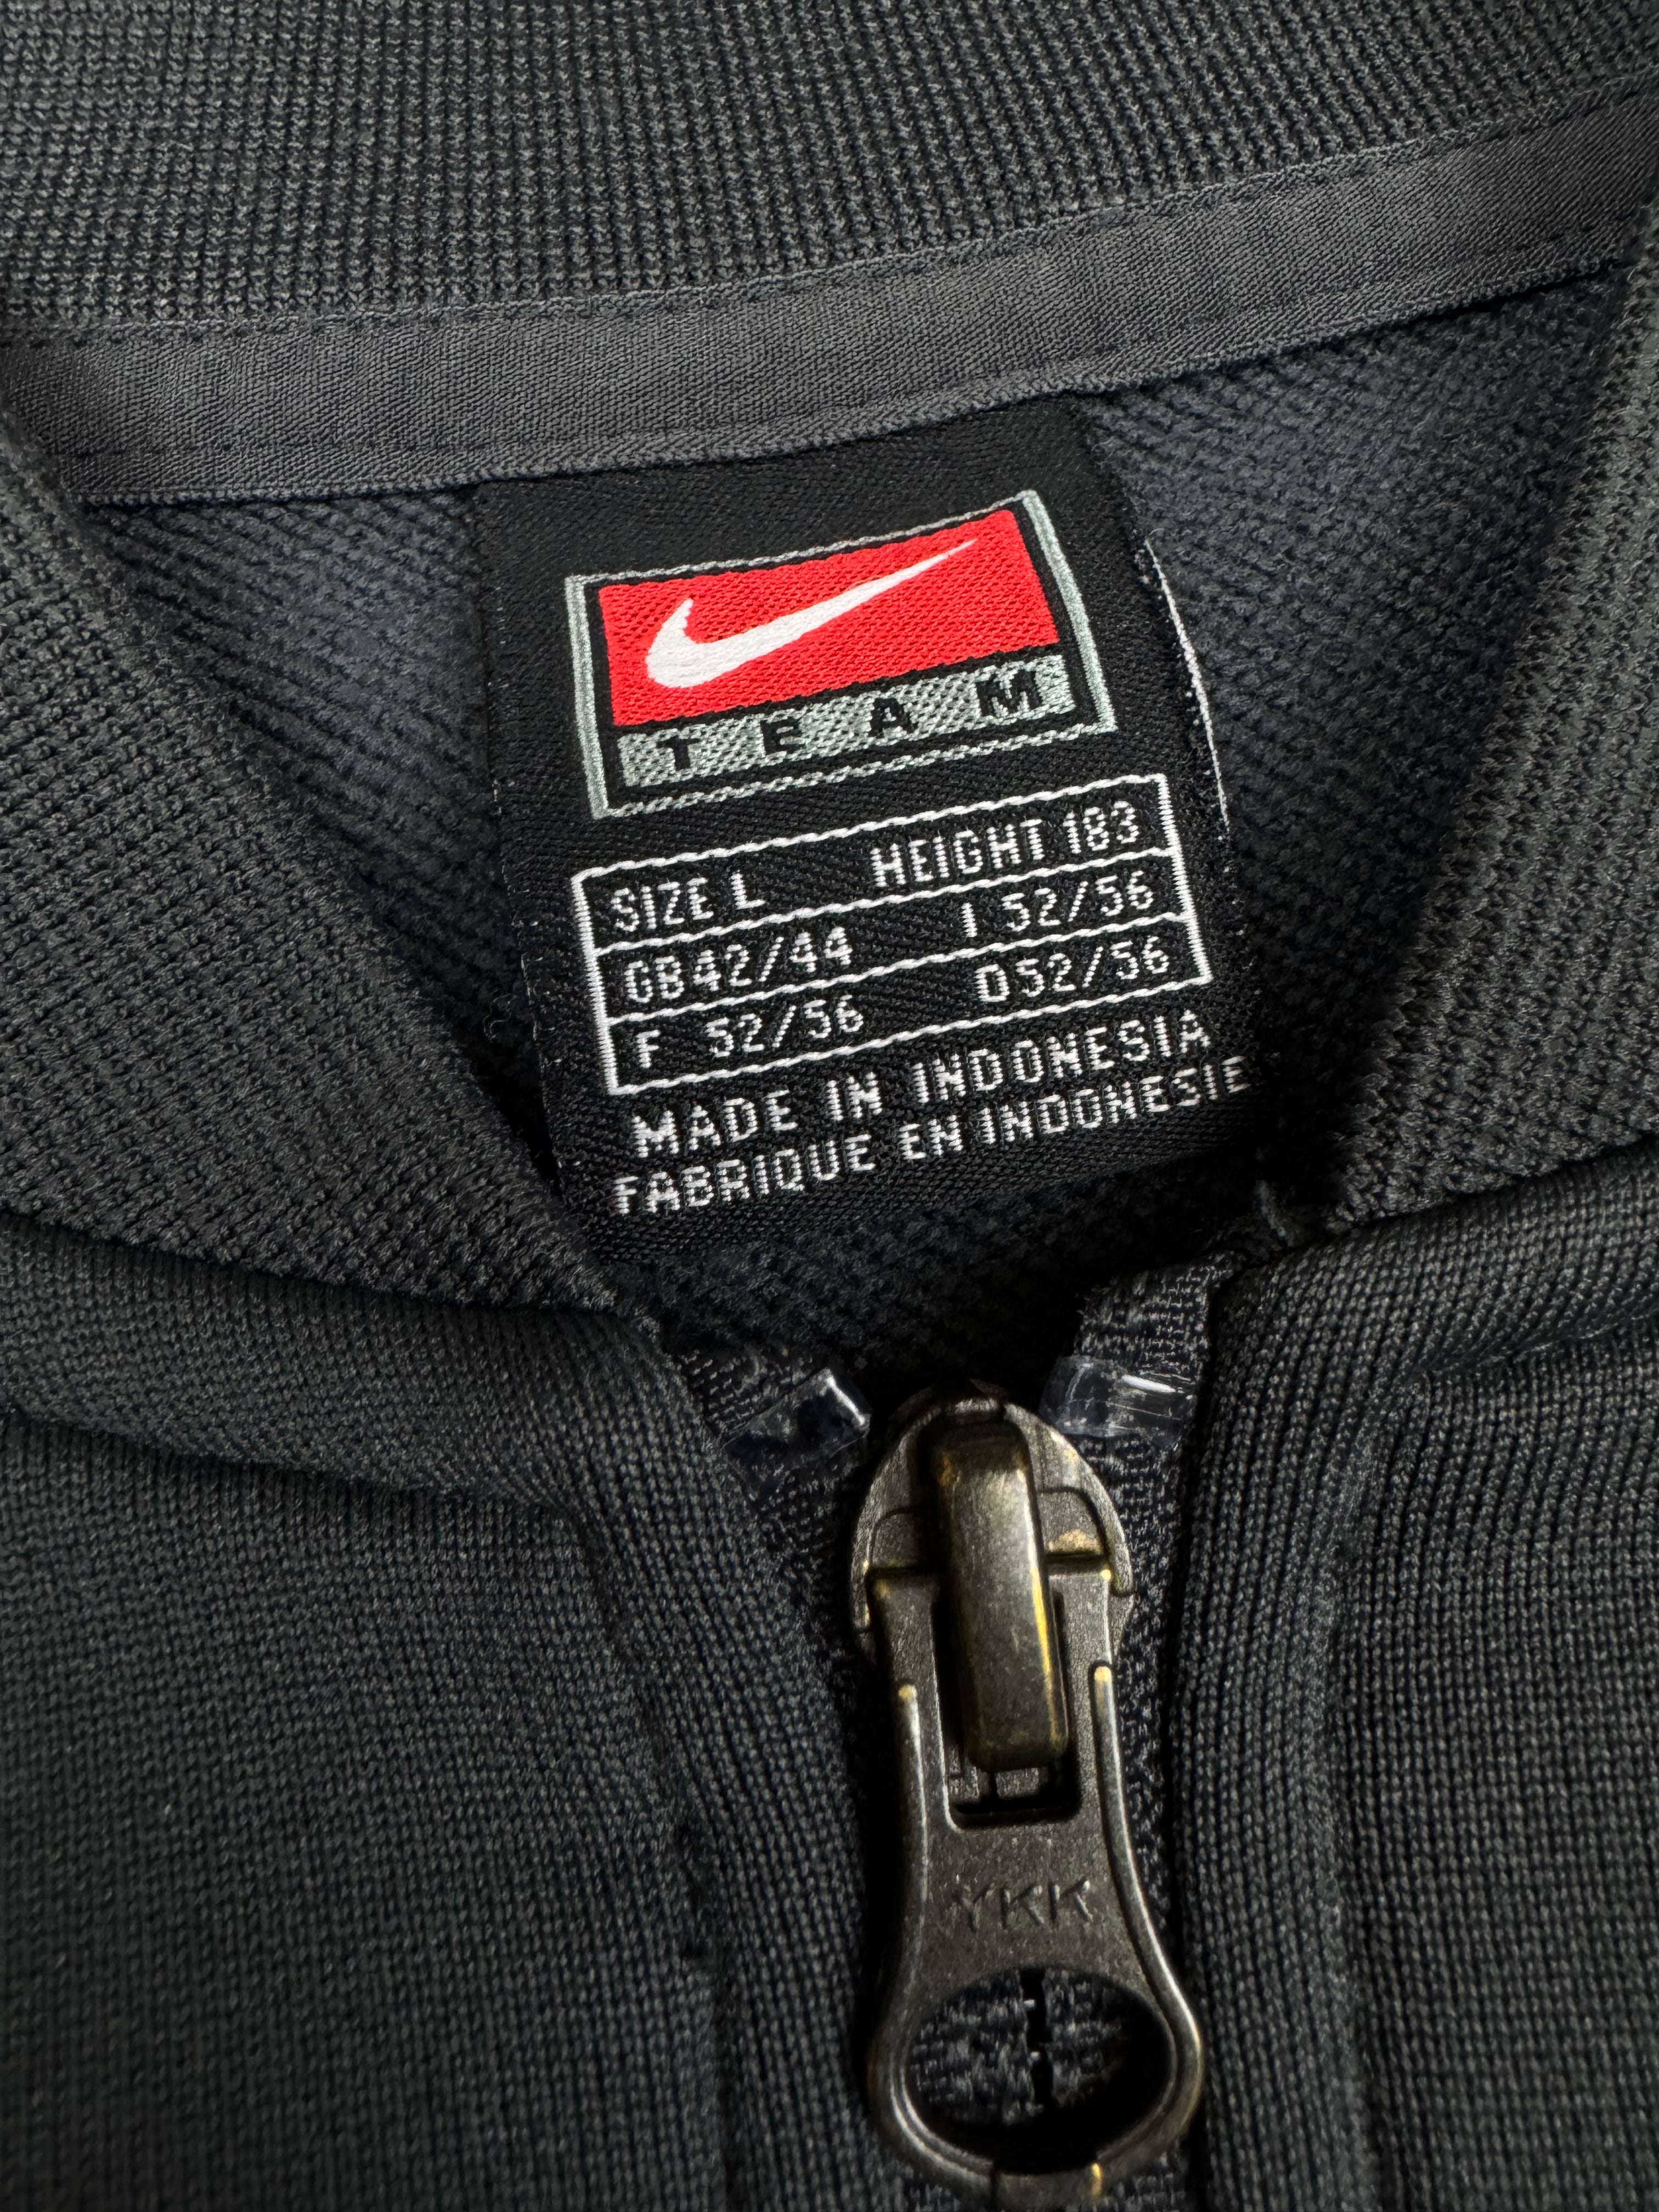 TEAM
SIZE L HEIGHT 183
GB42/44 I 52/56
F 52/56 D52/56
MADE IN INDONESIA
FABRIQUE EN INDONESIE
YKK